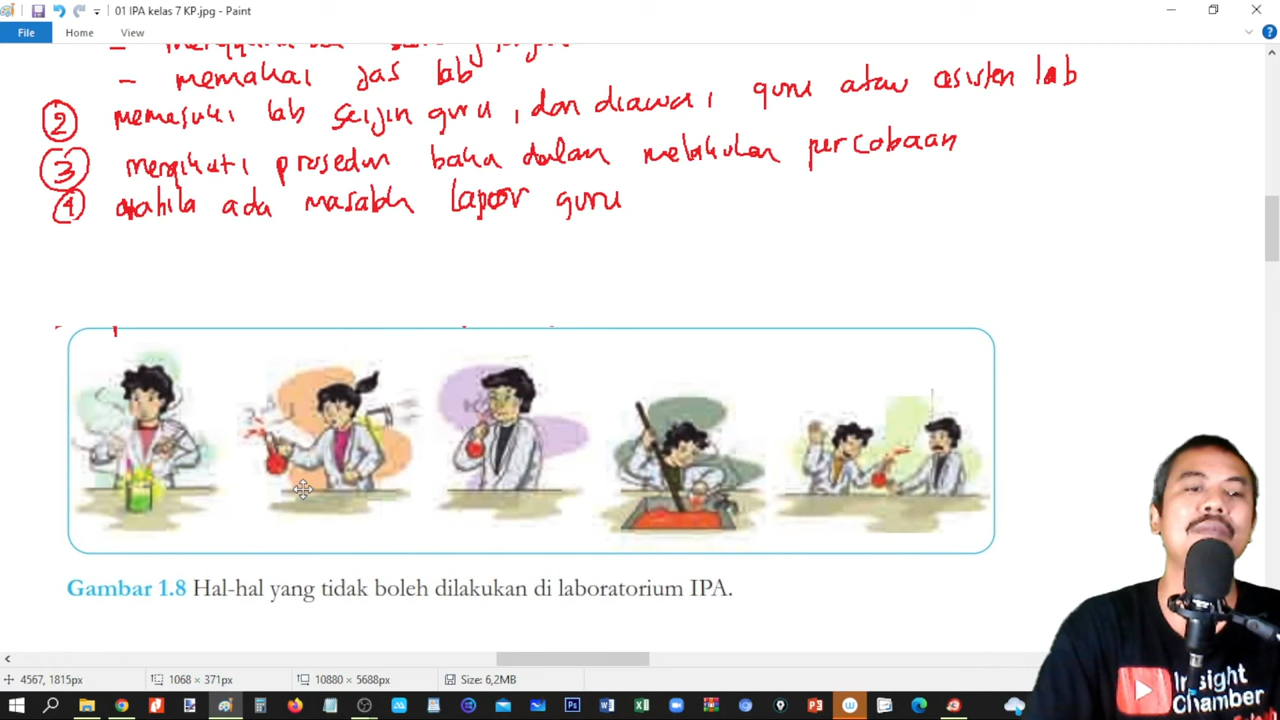 01 IPA kelas 7 KP.jpg - Paint
File Home View
- memakai jas lab
2 memasuki lab seijin guru, dan diawasi guru atau asisten lab
3 mengikuti prosedur baku dalam melakukan percobaan
4 apabila ada masalah lapor guru
Gambar 1.8 Hal-hal yang tidak boleh dilakukan di laboratorium IPA.
Insight
Chamber
4567, 1815px 1068 × 371px 10880 × 5688px Size: 6,2MB